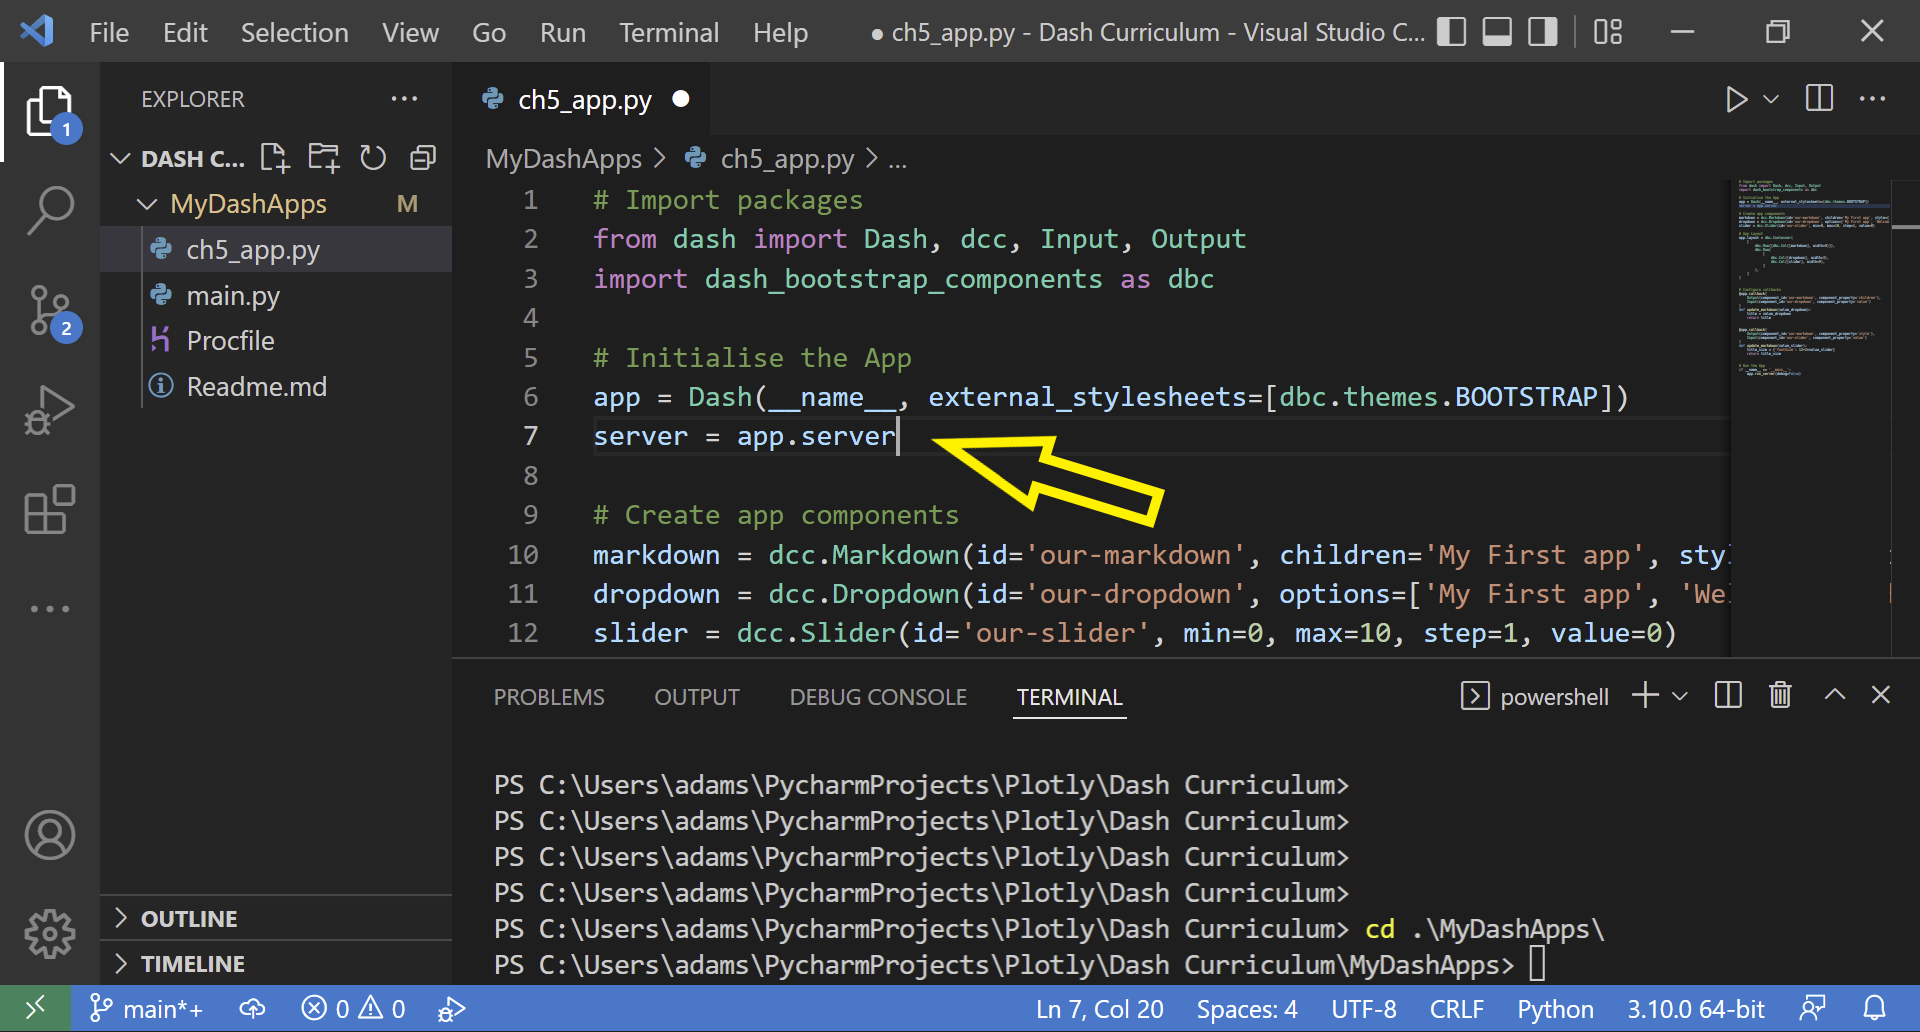 File Edit Selection View Go Run Terminal Help ● ch5_app.py - Dash Curriculum - Visual Studio C...
EXPLORER
DASH C...
MyDashApps M
ch5_app.py
main.py
Procfile
Readme.md
OUTLINE
TIMELINE
1
2
ch5_app.py
MyDashApps > ch5_app.py > ...
1 # Import packages
2 from dash import Dash, dcc, Input, Output
3 import dash_bootstrap_components as dbc
4
5 # Initialise the App
6 app = Dash(__name__, external_stylesheets=[dbc.themes.BOOTSTRAP])
7 server = app.server
8
9 # Create app components
10 markdown = dcc.Markdown(id='our-markdown', children='My First app', styl
11 dropdown = dcc.Dropdown(id='our-dropdown', options=['My First app', 'Wel
12 slider = dcc.Slider(id='our-slider', min=0, max=10, step=1, value=0)
PROBLEMS OUTPUT DEBUG CONSOLE TERMINAL powershell
PS C:\Users\adams\PycharmProjects\Plotly\Dash Curriculum>
PS C:\Users\adams\PycharmProjects\Plotly\Dash Curriculum>
PS C:\Users\adams\PycharmProjects\Plotly\Dash Curriculum>
PS C:\Users\adams\PycharmProjects\Plotly\Dash Curriculum>
PS C:\Users\adams\PycharmProjects\Plotly\Dash Curriculum> cd .\MyDashApps\
PS C:\Users\adams\PycharmProjects\Plotly\Dash Curriculum\MyDashApps>
main*+ 0 0 Ln 7, Col 20 Spaces: 4 UTF-8 CRLF Python 3.10.0 64-bit